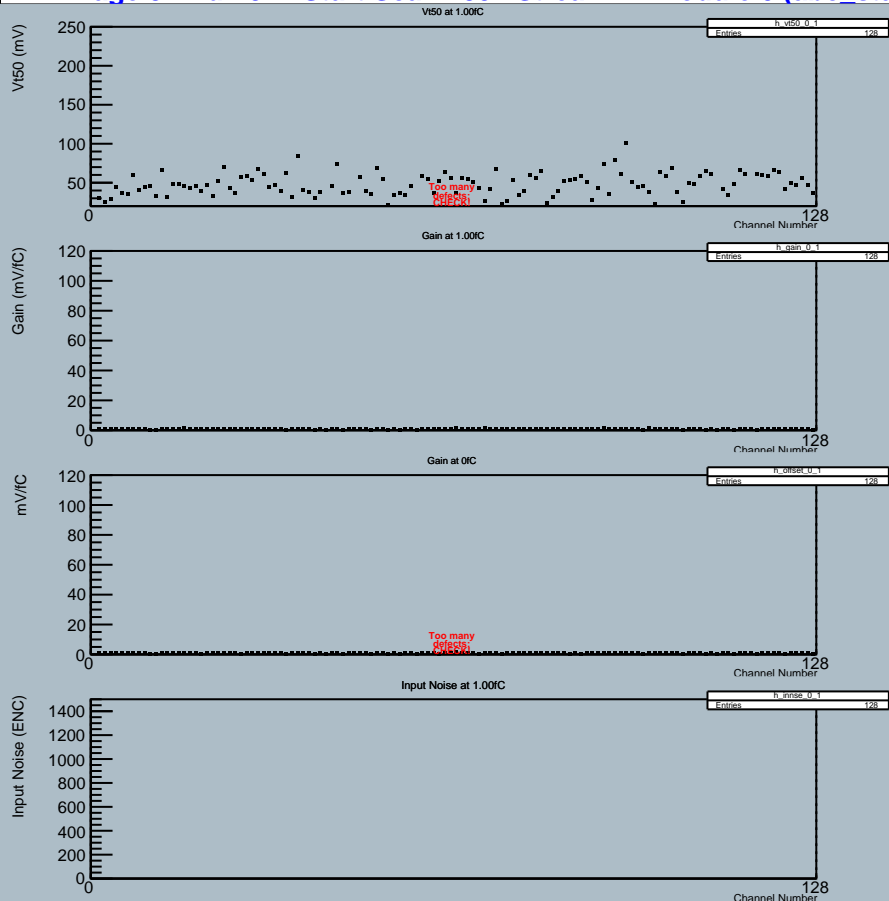 Vt50 at 1.00fC
h_vt50_0_1
Entries 128
Vt50 (mV)
250
200
150
100
50
Too many
defects:
CHECK!
0
128
Channel Number
Gain at 1.00fC
h_gain_0_1
Entries 128
Gain (mV/fC)
120
100
80
60
40
20
0
0
128
Channel Number
Gain at 0fC
h_offset_0_1
Entries 128
mV/fC
120
100
80
60
40
20
0
Too many
defects:
CHECK!
0
128
Channel Number
Input Noise at 1.00fC
h_innse_0_1
Entries 128
Input Noise (ENC)
1400
1200
1000
800
600
400
200
0
0
128
Channel Number